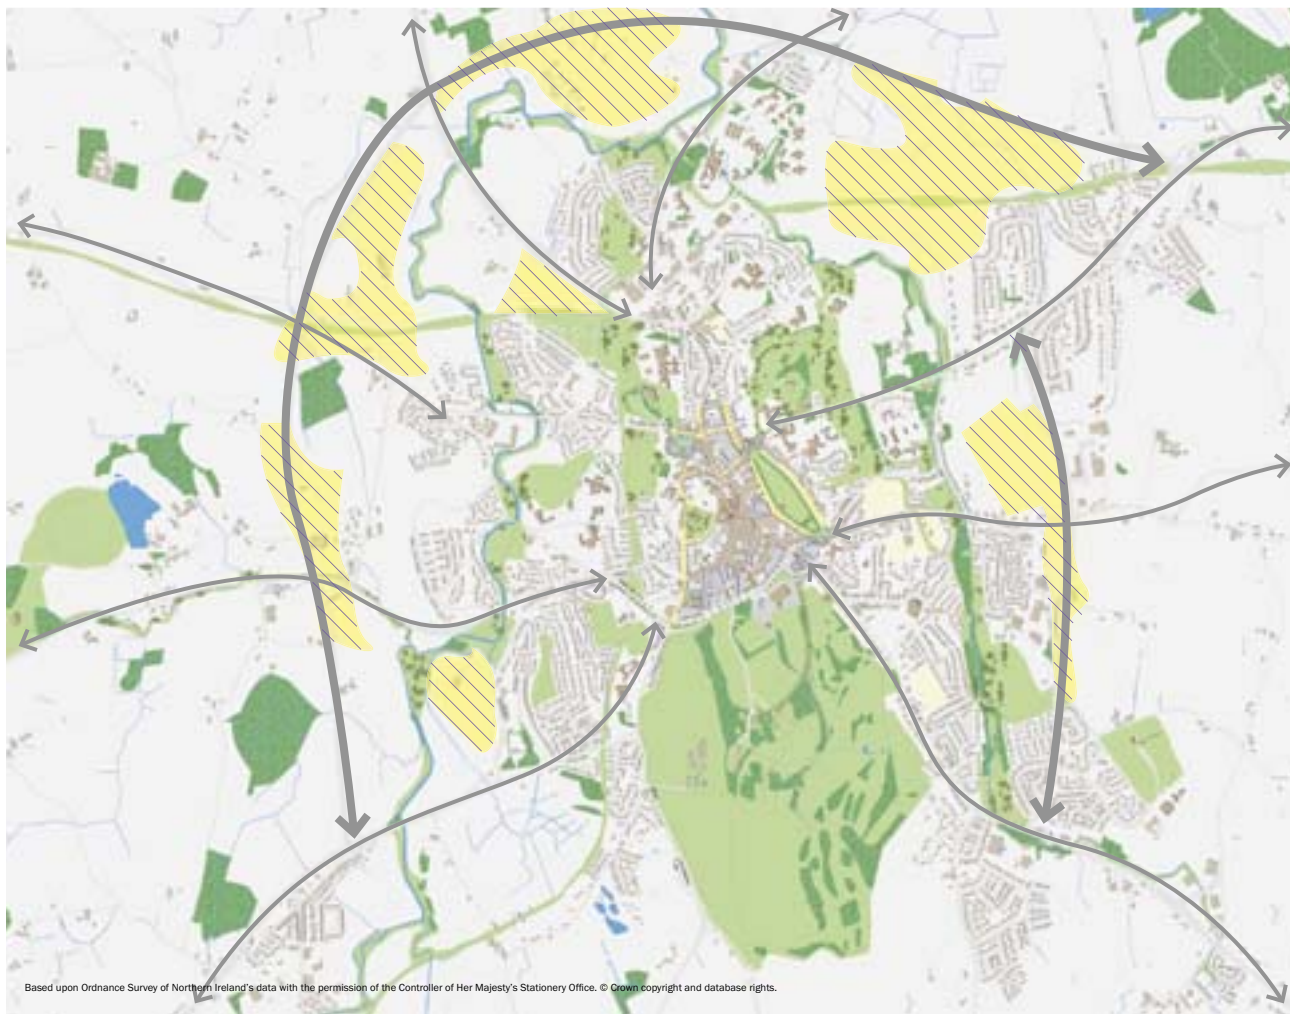 Based upon Ordnance Survey of Northern Ireland's data with the permission of the Controller of Her Majesty's Stationery Office. © Crown copyright and database rights.